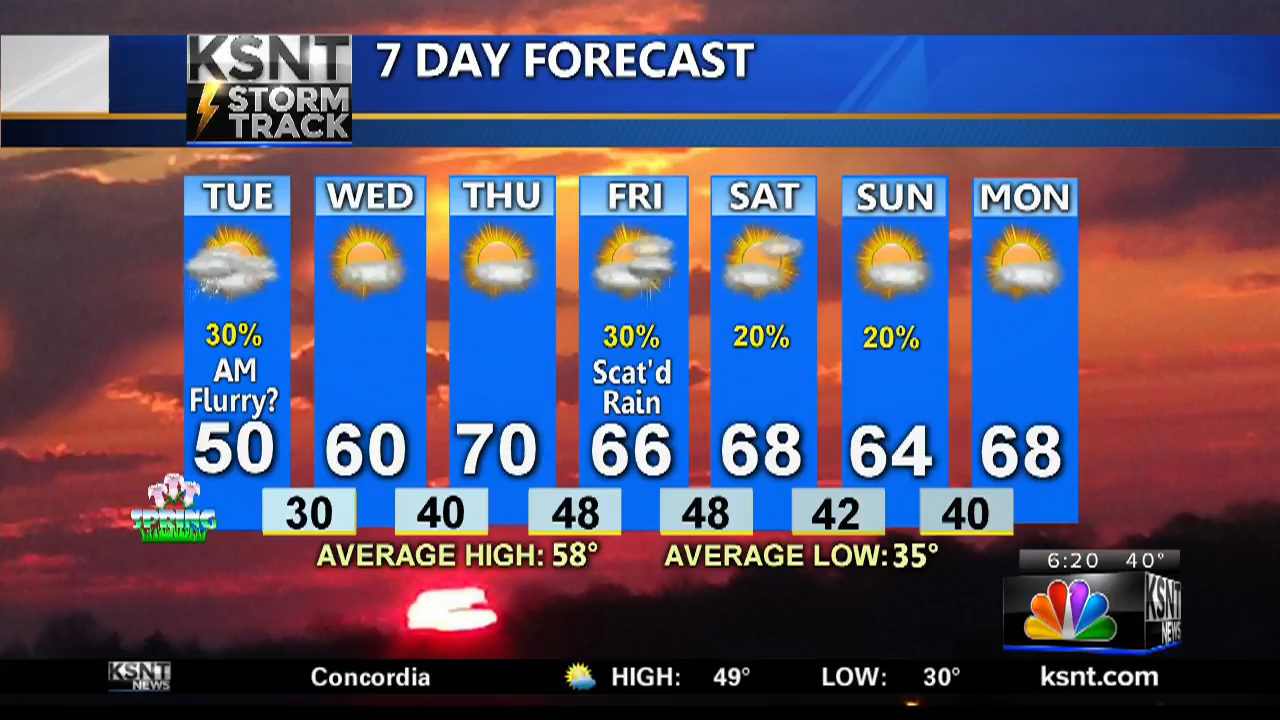 KSNT
STORM
TRACK
7 DAY FORECAST
TUE WED THU FRI SAT SUN MON
30% 30% 20% 20%
AM
Flurry?
Scat'd
Rain
50 60 70 66 68 64 68
SPRING
30 40 48 48 42 40
AVERAGE HIGH: 58° AVERAGE LOW: 35°
6:20 40°
KSNT
NEWS
KSNT
NEWS
Concordia HIGH: 49° LOW: 30° ksnt.com